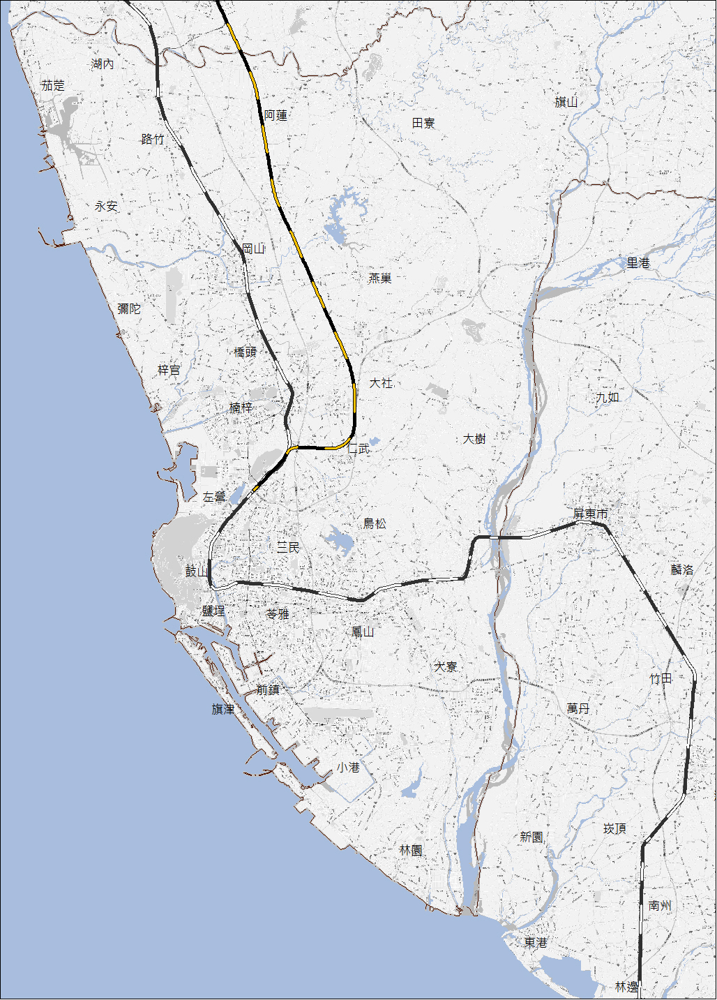 湖內
茄萣
旗山
阿蓮
田寮
路竹
永安
岡山
里港
燕巢
彌陀
橋頭
梓官
大社
九如
楠梓
大樹
仁武
左營
屏東市
鳥松
三民
鼓山
麟洛
鹽埕
苓雅
鳳山
大寮
竹田
前鎮
旗津
萬丹
小港
崁頂
新園
林園
南州
東港
林邊